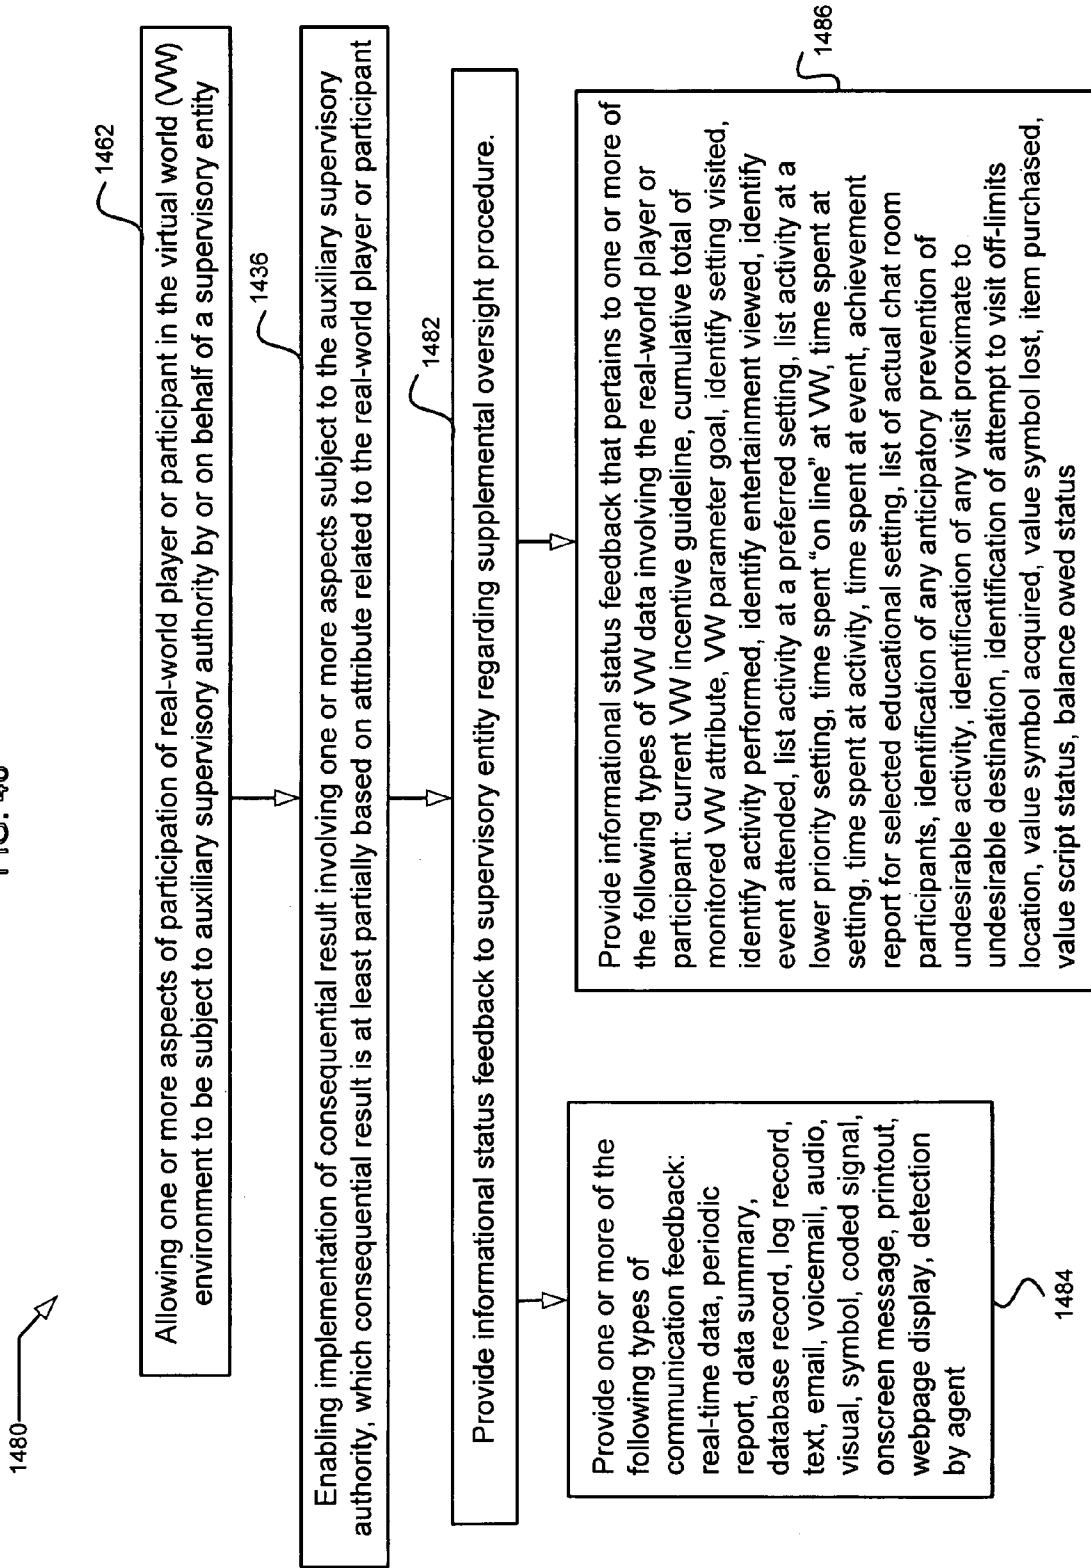 1480
Allowing one or more aspects of participation of real-world player or participant in the virtual world (VW)
environment to be subject to auxiliary supervisory authority by or on behalf of a supervisory entity
1462
Enabling implementation of consequential result involving one or more aspects subject to the auxiliary supervisory
authority, which consequential result is at least partially based on attribute related to the real-world player or participant
1436
Provide informational status feedback to supervisory entity regarding supplemental oversight procedure.
1482
Provide one or more of the
following types of
communication feedback:
real-time data, periodic
report, data summary,
database record, log record,
text, email, voicemail, audio,
visual, symbol, coded signal,
onscreen message, printout,
webpage display, detection
by agent
1484
Provide informational status feedback that pertains to one or more of
the following types of VW data involving the real-world player or
participant: current VW incentive guideline, cumulative total of
monitored VW attribute, VW parameter goal, identify setting visited,
identify activity performed, identify entertainment viewed, identify
event attended, list activity at a preferred setting, list activity at a
lower priority setting, time spent "on line" at VW, time spent at
setting, time spent at activity, time spent at event, achievement
report for selected educational setting, list of actual chat room
participants, identification of any anticipatory prevention of
undesirable activity, identification of any visit proximate to
undesirable destination, identification of attempt to visit off-limits
location, value symbol acquired, value symbol lost, item purchased,
value script status, balance owed status
1486